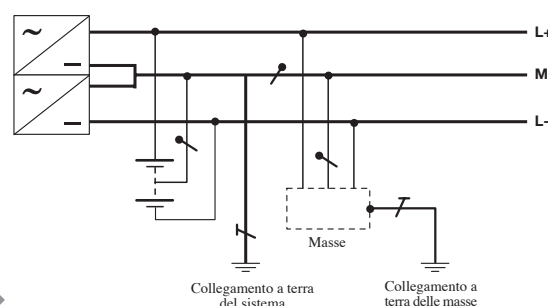 L+
M
L-
Masse
Collegamento a terra
del sistema
Collegamento a
terra delle masse